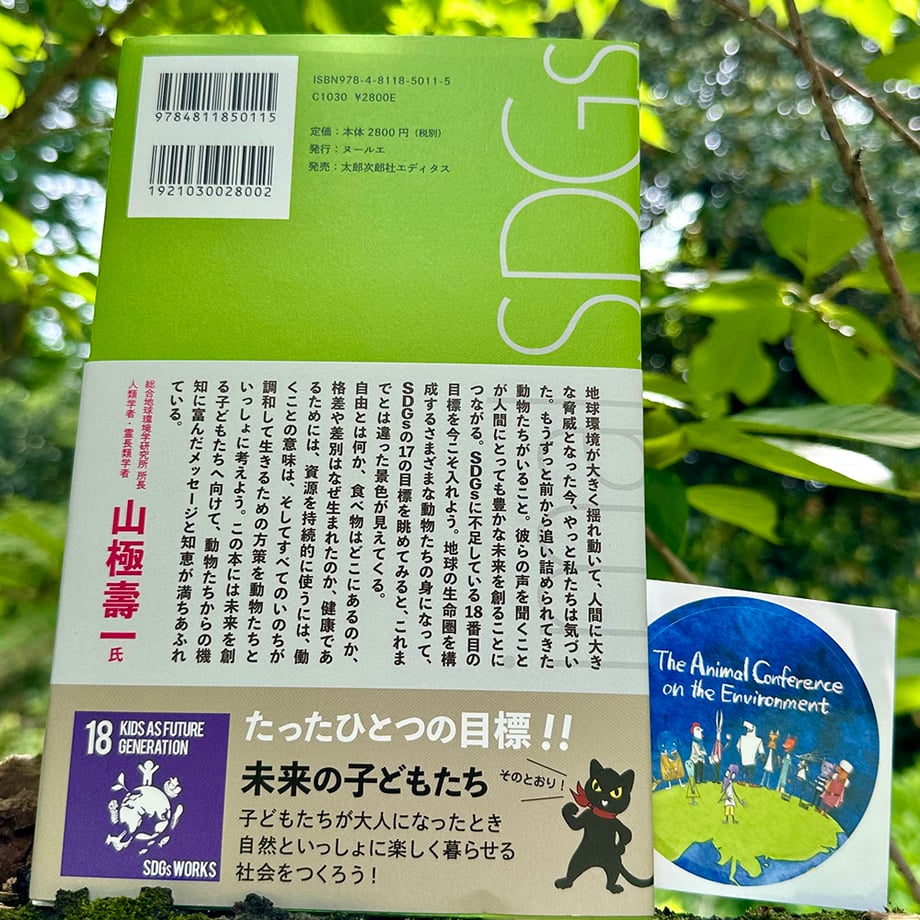 9784811850115
1921030028002
ISBN978-4-8118-5011-5
C1030 ¥2800E
定価：本体2800円（税別）
発行：ヌールエ
発売：太郎次郎社エディタス
SDGs
地球環境が大きく揺れ動いて、人間に大き
な脅威となった今、やっと私たちは気づい
た。もうずっと前から追い詰められてきた
動物たちがいること。彼らの声を聞くこと
が人間にとっても豊かな未来を創ることに
つながる。SDGsに不足している18番目の
目標を今こそ入れよう。地球の生命圏を構
成するさまざまな動物たちの身になって、
SDGsの17の目標を眺めてみると、これま
でとは違った景色が見えてくる。
自由とは何か、食べ物はどこにあるのか、
格差や差別はなぜ生まれたのか、健康であ
るためには、資源を持続的に使うには、働
くことの意味は、そしてすべてのいのちが
調和して生きるための方策を動物たちと
いっしょに考えよう。この本には未来を創
る子どもたちへ向けて、動物たちからの機
知に富んだメッセージと知恵が満ちあふれ
ている。
総合地球環境学研究所 所長
人類学者・霊長類学者
山極壽一氏
18 KIDS AS FUTURE
GENERATION
SDGs WORKS
たったひとつの目標!!
未来の子どもたち
そのとおり！
子どもたちが大人になったとき
自然といっしょに楽しく暮らせる
社会をつくろう！
The Animal Conference
on the Environment